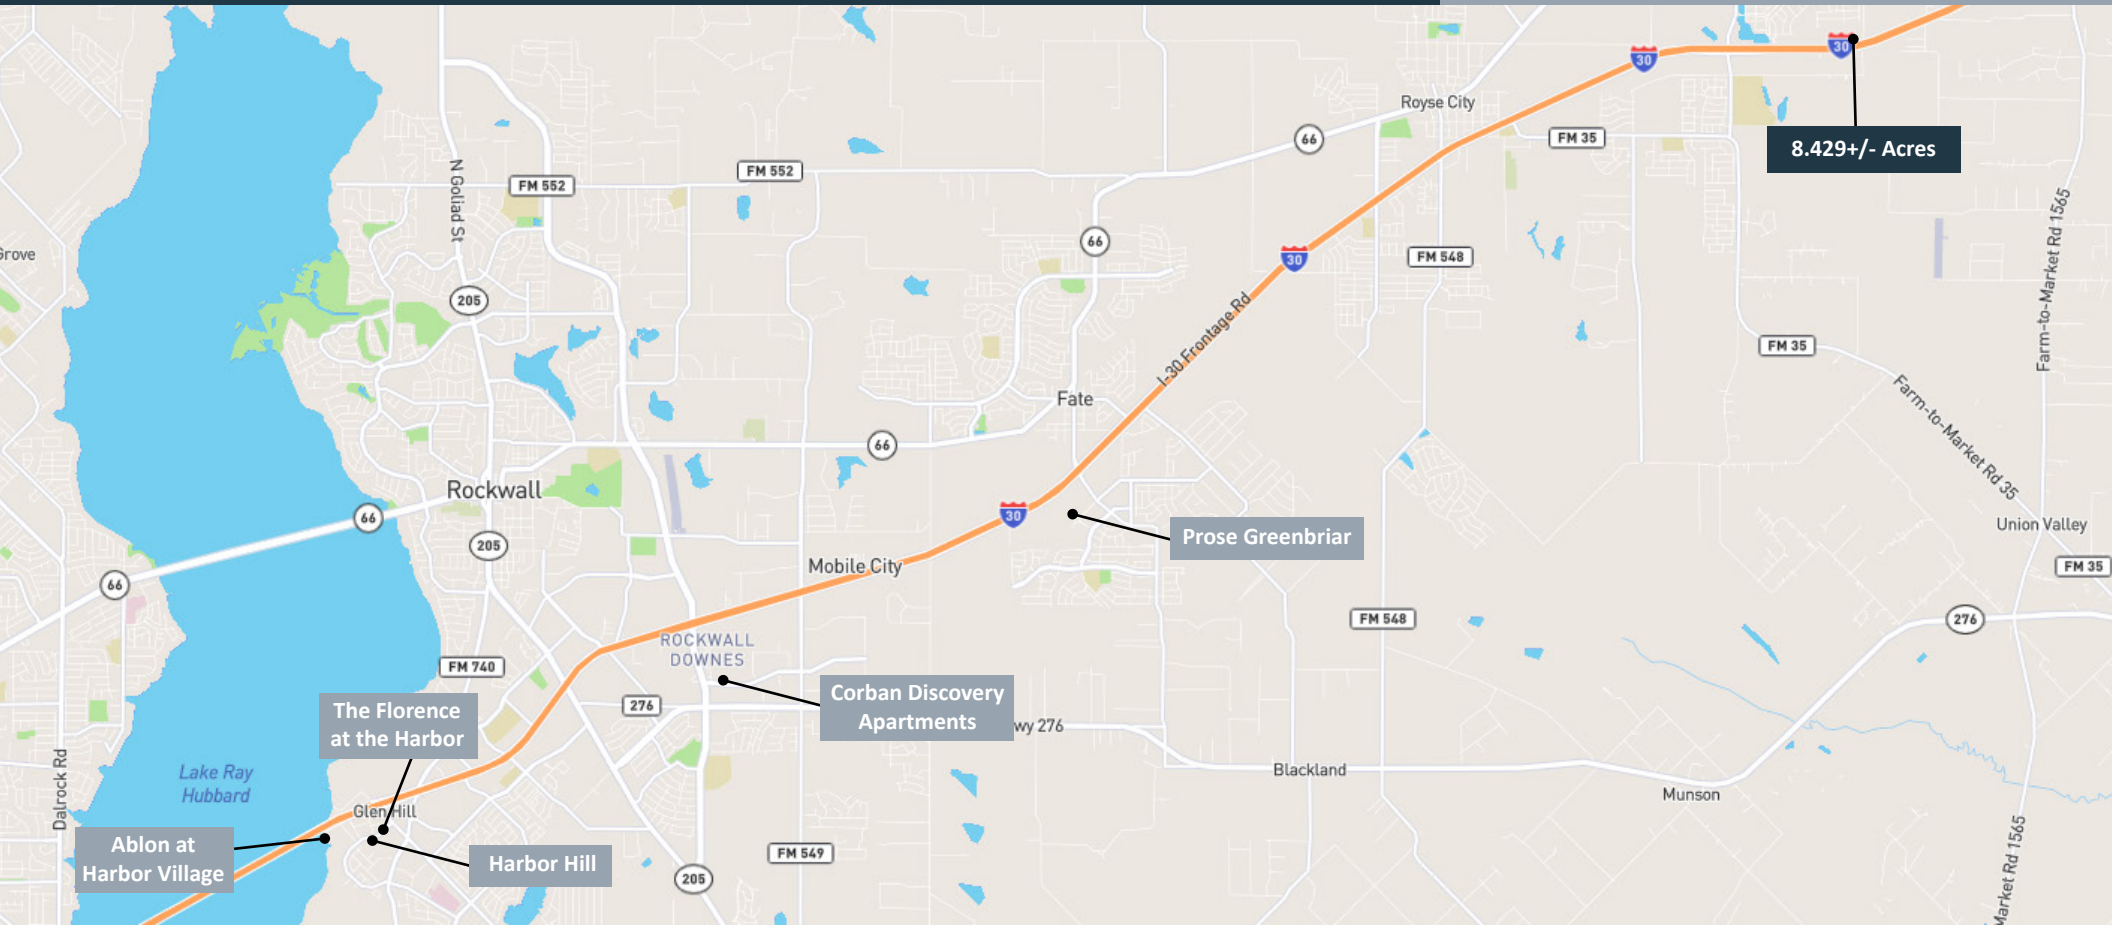 30
30
Royse City
66
FM 35
8.429+/- Acres
N Goliad St
FM 552
FM 552
Farm-to-Market Rd 1565
66
Grove
30
FM 548
205
I-30 Frontage Rd
FM 35
Fate
Farm-to-Market Rd 35
66
Rockwall
66
30
Prose Greenbriar
Union Valley
205
Mobile City
FM 35
66
ROCKWALL
DOWNES
FM 548
276
FM 740
The Florence
at the Harbor
276
Corban Discovery
Apartments
wy 276
Lake Ray
Hubbard
Dalrock Rd
Blackland
Munson
Glen Hill
Ablon at
Harbor Village
Harbor Hill
FM 549
205
Market Rd 1565